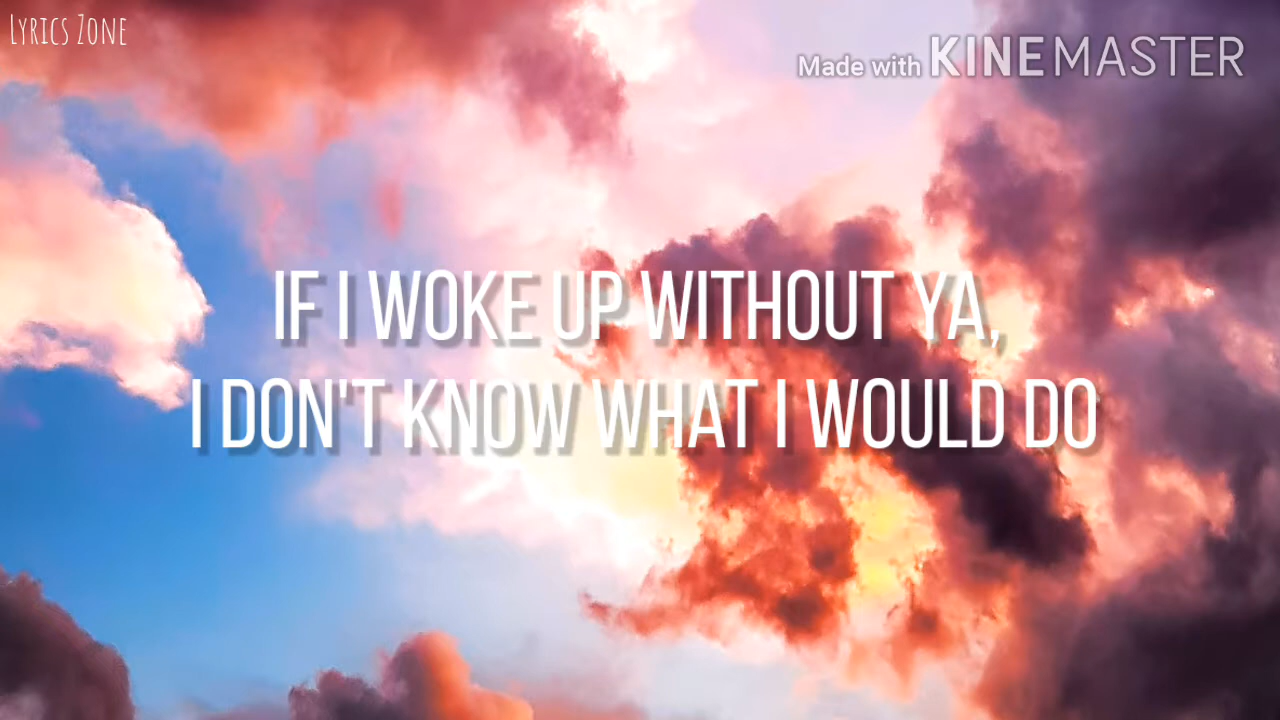 LYRICS ZONE
Made with KINEMASTER
IF I WOKE UP WITHOUT YA,
I DON'T KNOW WHAT I WOULD DO